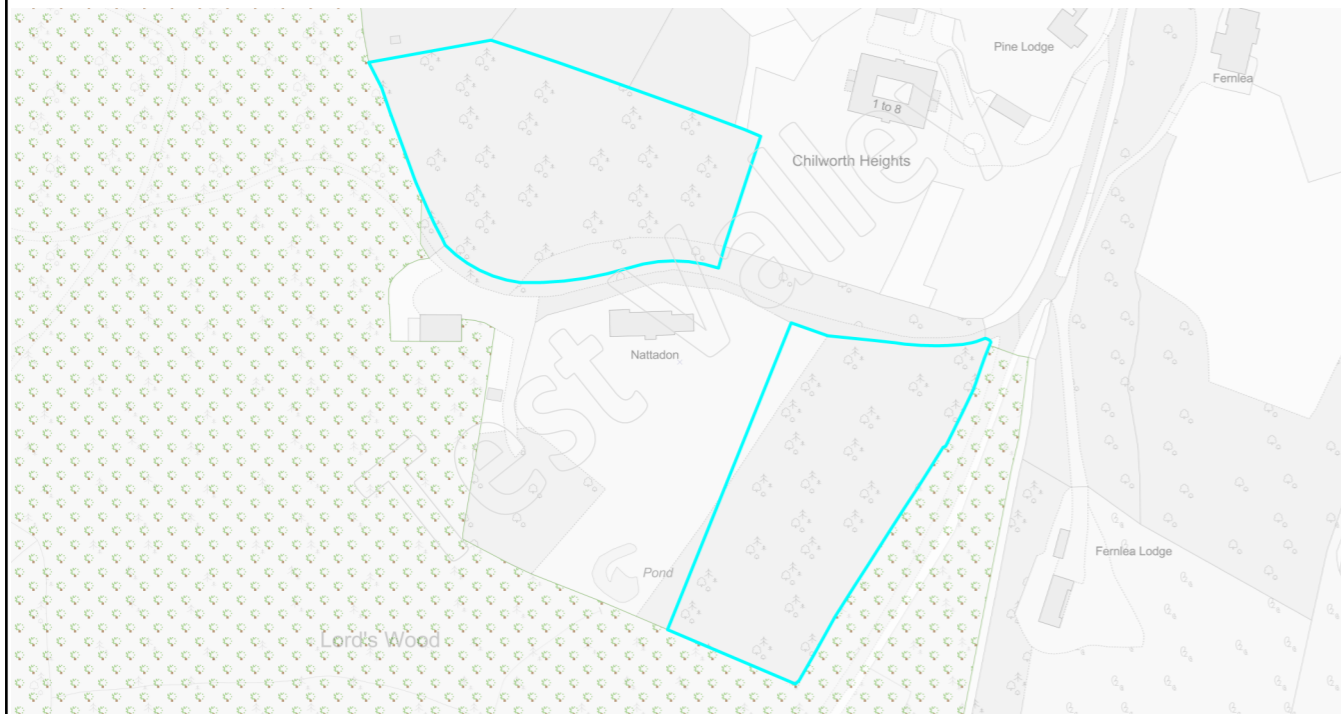 Pine Lodge
Fernlea
1 to 8
Chilworth Heights
Nattadon
Fernlea Lodge
Pond
Lord's Wood